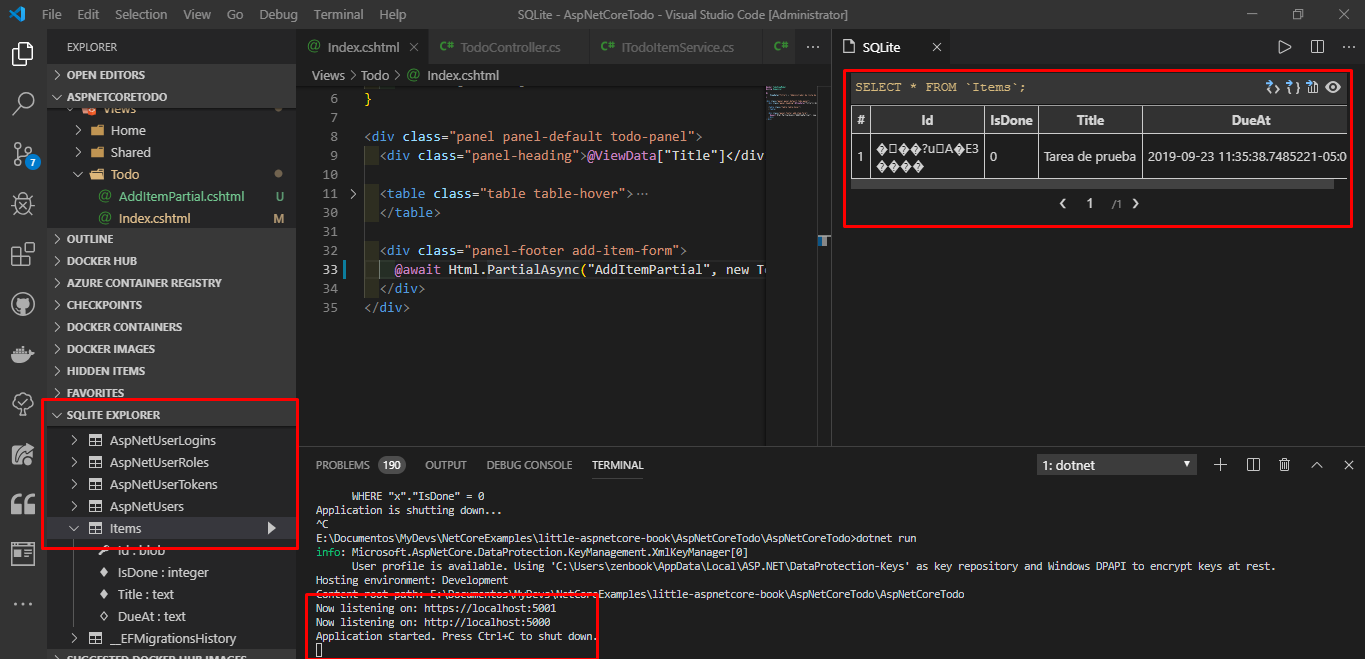 File Edit Selection View Go Debug Terminal Help SQLite - AspNetCoreTodo - Visual Studio Code [Administrator]
EXPLORER
OPEN EDITORS
ASPNETCORETODO
Views
Home
Shared
Todo
AddItemPartial.cshtml U
Index.cshtml M
OUTLINE
DOCKER HUB
AZURE CONTAINER REGISTRY
CHECKPOINTS
DOCKER CONTAINERS
DOCKER IMAGES
HIDDEN ITEMS
FAVORITES
SQLITE EXPLORER
AspNetUserLogins
AspNetUserRoles
AspNetUserTokens
AspNetUsers
Items
Id : blob
IsDone : integer
Title : text
DueAt : text
__EFMigrationsHistory
SUGGESTED DOCKER HUB IMAGES
7
Index.cshtml TodoController.cs ITodoItemService.cs
Views > Todo > Index.cshtml
6 }
7
8 <div class="panel panel-default todo-panel">
9 <div class="panel-heading">@ViewData["Title"]</div
10
11 <table class="table table-hover">…
30 </table>
31
32 <div class="panel-footer add-item-form">
33 @await Html.PartialAsync("AddItemPartial", new T
34 </div>
35 </div>
SQLite
SELECT * FROM `Items`;
# Id IsDone Title DueAt
1 �▯��?u▯A�E3���� 0 Tarea de prueba 2019-09-23 11:35:38.7485221-05:0
1 /1
PROBLEMS 190 OUTPUT DEBUG CONSOLE TERMINAL 1: dotnet
WHERE "x"."IsDone" = 0
Application is shutting down...
^C
E:\Documentos\MyDevs\NetCoreExamples\little-aspnetcore-book\AspNetCoreTodo\AspNetCoreTodo>dotnet run
info: Microsoft.AspNetCore.DataProtection.KeyManagement.XmlKeyManager[0]
User profile is available. Using 'C:\Users\zenbook\AppData\Local\ASP.NET\DataProtection-Keys' as key repository and Windows DPAPI to encrypt keys at rest.
Hosting environment: Development
Content root path: E:\Documentos\MyDevs\NetCoreExamples\little-aspnetcore-book\AspNetCoreTodo\AspNetCoreTodo
Now listening on: https://localhost:5001
Now listening on: http://localhost:5000
Application started. Press Ctrl+C to shut down.